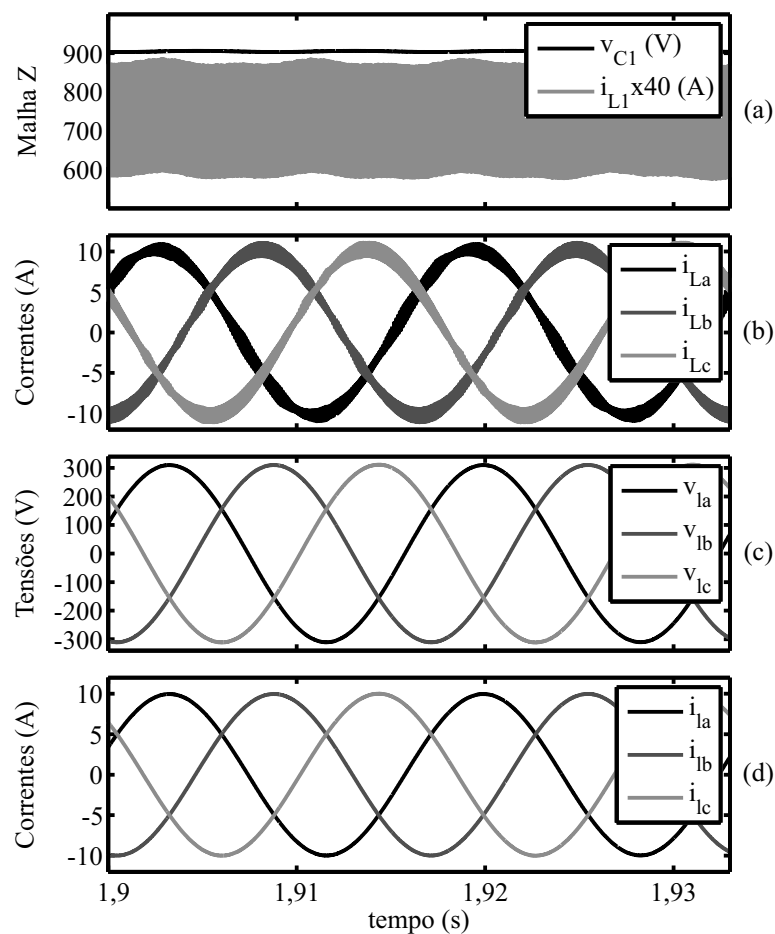 Malha Z
900
800
700
600
v_C1 (V)
i_L1x40 (A)
(a)
Correntes (A)
10
5
0
-5
-10
i_La
i_Lb
i_Lc
(b)
Tensões (V)
300
200
100
0
-100
-200
-300
v_la
v_lb
v_lc
(c)
Correntes (A)
10
5
0
-5
-10
i_la
i_lb
i_lc
(d)
1,9
1,91
1,92
1,93
tempo (s)